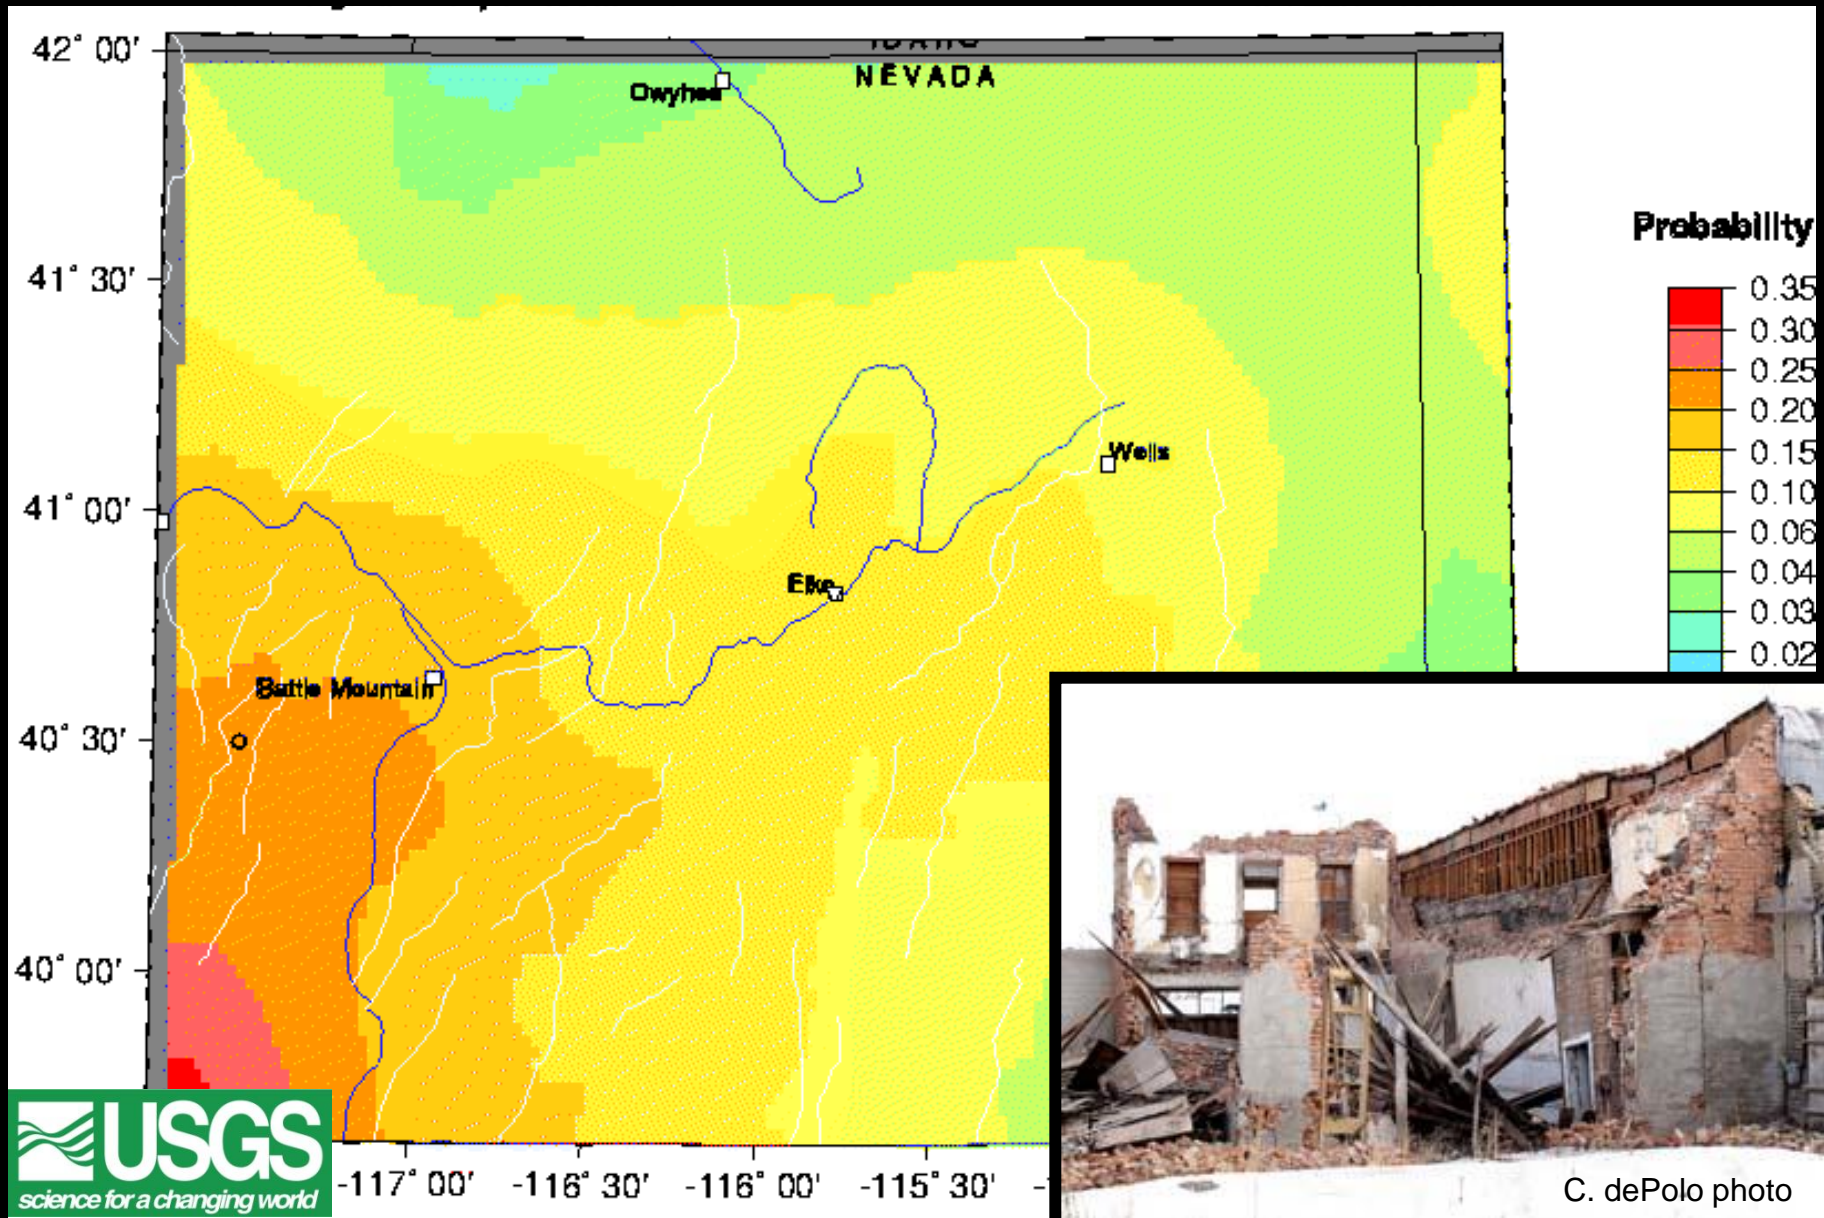 42° 00'
IDAHO
NEVADA
Owyhee
Probability
41° 30'
0.35
0.30
0.25
0.20
0.15
0.10
0.06
0.04
0.03
0.02
Wells
41° 00'
Elko
Battle Mountain
40° 30'
40° 00'
USGS
science for a changing world
-117° 00'
-116° 30'
-116° 00'
-115° 30'
C. dePolo photo